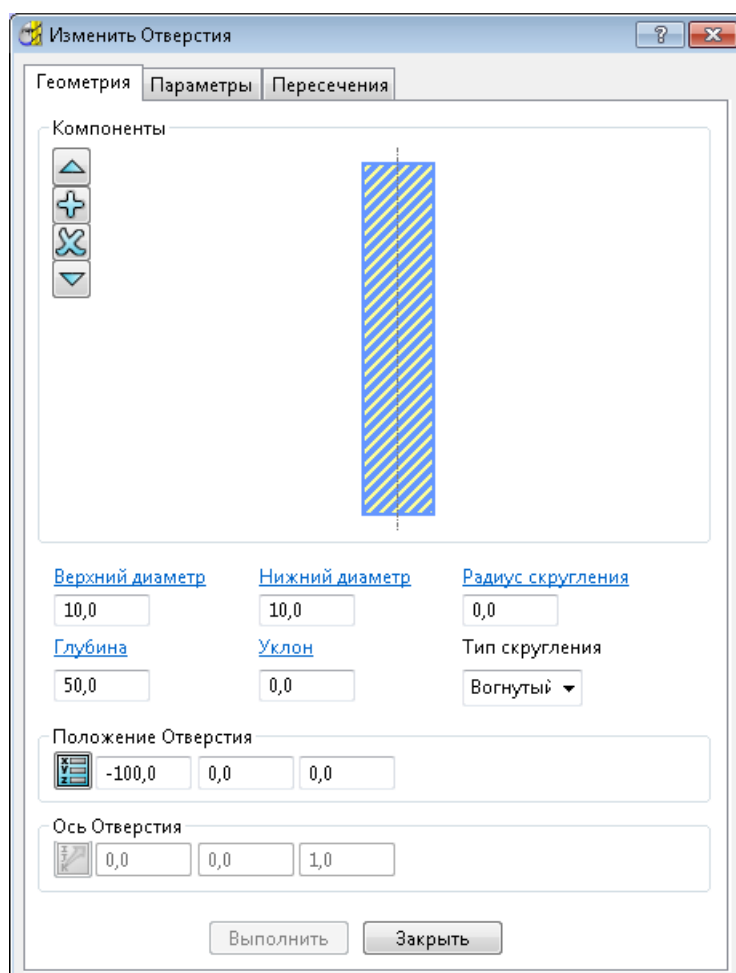 Изменить Отверстия
Геометрия Параметры Пересечения
Компоненты
Верхний диаметр Нижний диаметр Радиус скругления
10,0 10,0 0,0
Глубина Уклон Тип скругления
50,0 0,0 Вогнутый
Положение Отверстия
X Y Z -100,0 0,0 0,0
Ось Отверстия
I J K 0,0 0,0 1,0
Выполнить Закрыть